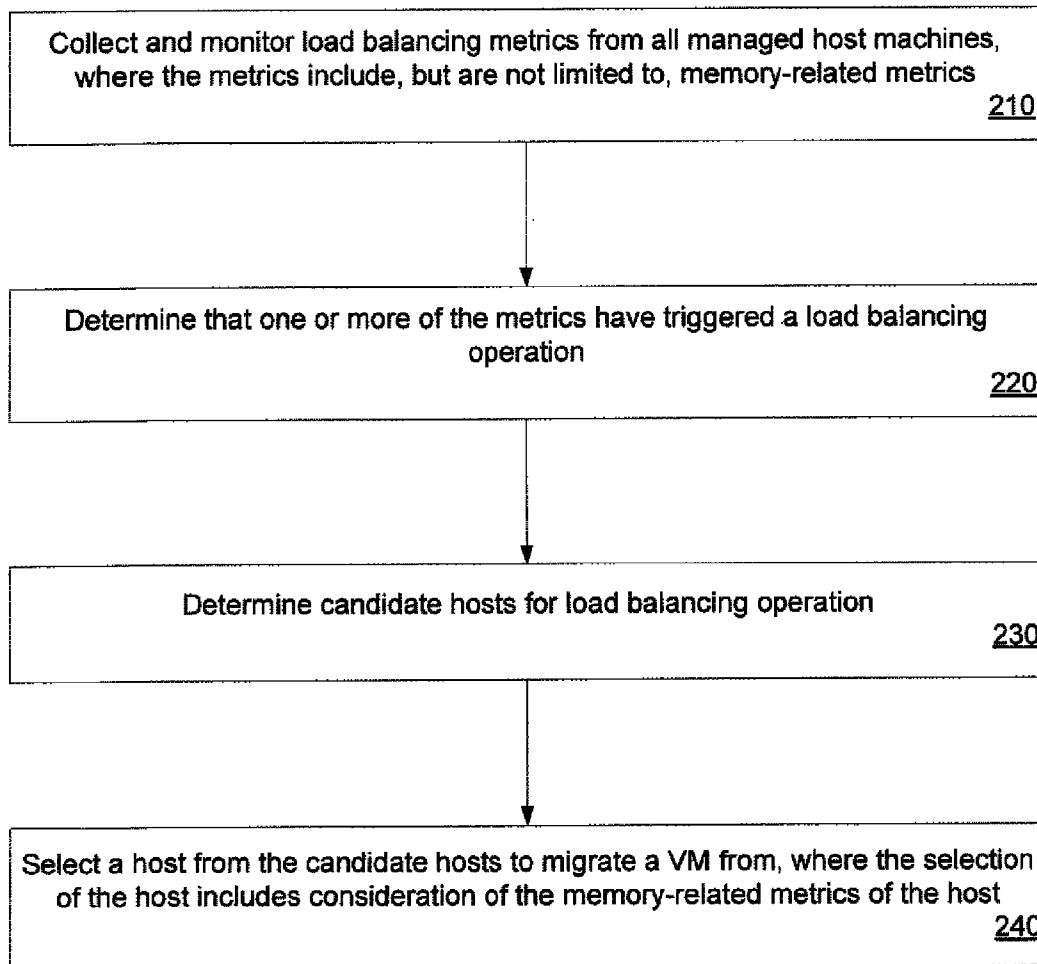 Collect and monitor load balancing metrics from all managed host machines,
where the metrics include, but are not limited to, memory-related metrics
210
Determine that one or more of the metrics have triggered a load balancing
operation
220
Determine candidate hosts for load balancing operation
230
Select a host from the candidate hosts to migrate a VM from, where the selection
of the host includes consideration of the memory-related metrics of the host
240